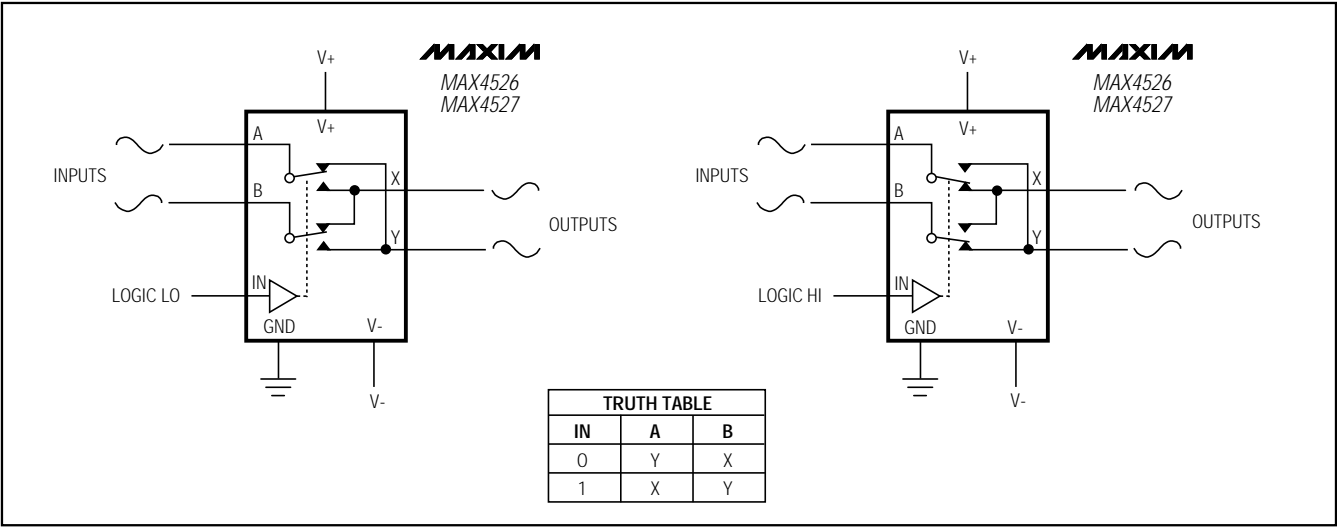 V+
MAXIM
MAX4526
MAX4527
V+
A
INPUTS
B
X
OUTPUTS
Y
LOGIC LO
IN
GND
V-
V-
V+
MAXIM
MAX4526
MAX4527
V+
A
INPUTS
B
X
OUTPUTS
Y
LOGIC HI
IN
GND
V-
V-
TRUTH TABLE
IN A B
0 Y X
1 X Y